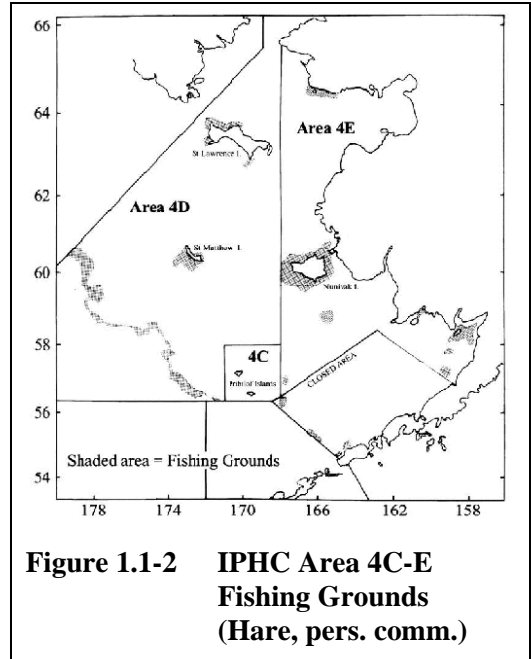 66
64
62
60
58
56
54
178
174
170
166
162
158
Area 4E
St Lawrence I.
Area 4D
St Matthew I.
Nunivak I.
4C
Pribilof Islands
CLOSED AREA
Shaded area = Fishing Grounds
Figure 1.1-2 IPHC Area 4C-E
Fishing Grounds
(Hare, pers. comm.)